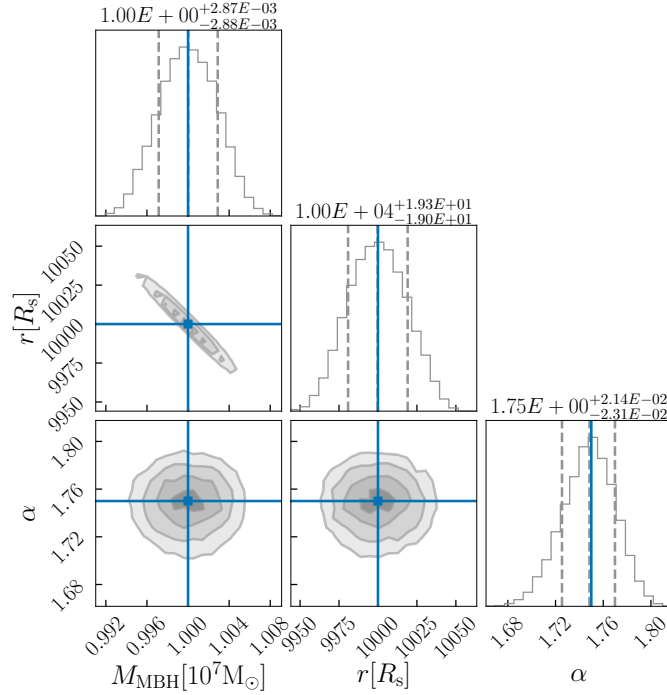 1.00E + 00^{+2.87E−03}_{−2.88E−03}
r[R_s]
10050
10025
10000
9975
9950
1.00E + 04^{+1.93E+01}_{−1.90E+01}
α
1.80
1.76
1.72
1.68
1.75E + 00^{+2.14E−02}_{−2.31E−02}
0.992 0.996 1.000 1.004 1.008
M_{MBH}[10^7M_⊙]
9950 9975 10000 10025 10050
r[R_s]
1.68 1.72 1.76 1.80
α